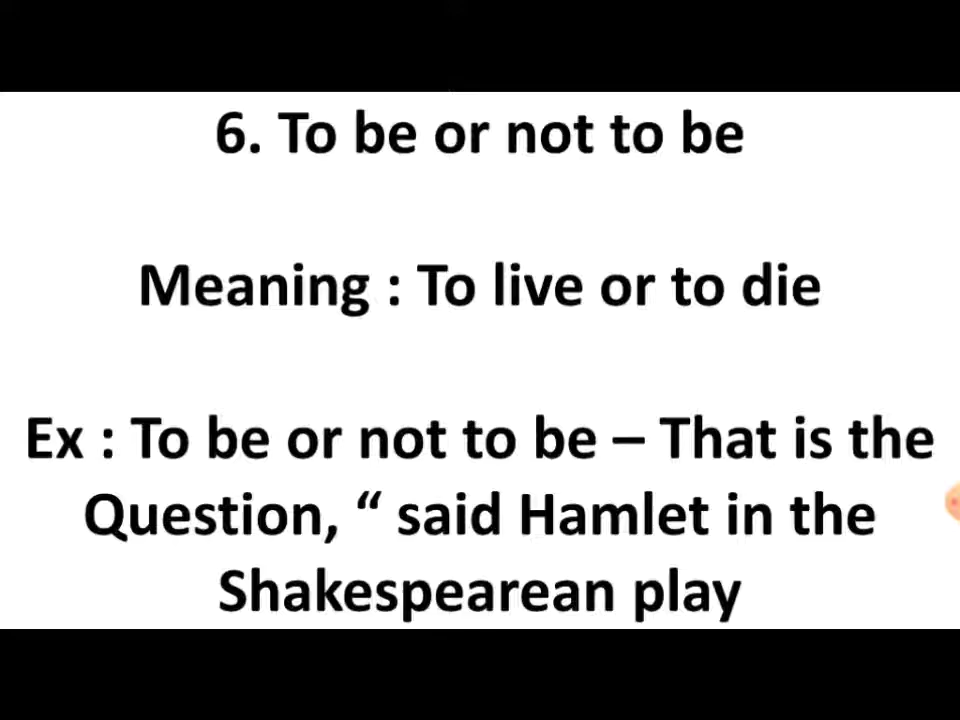 6. To be or not to be
Meaning : To live or to die
Ex : To be or not to be – That is the
Question, “ said Hamlet in the
Shakespearean play